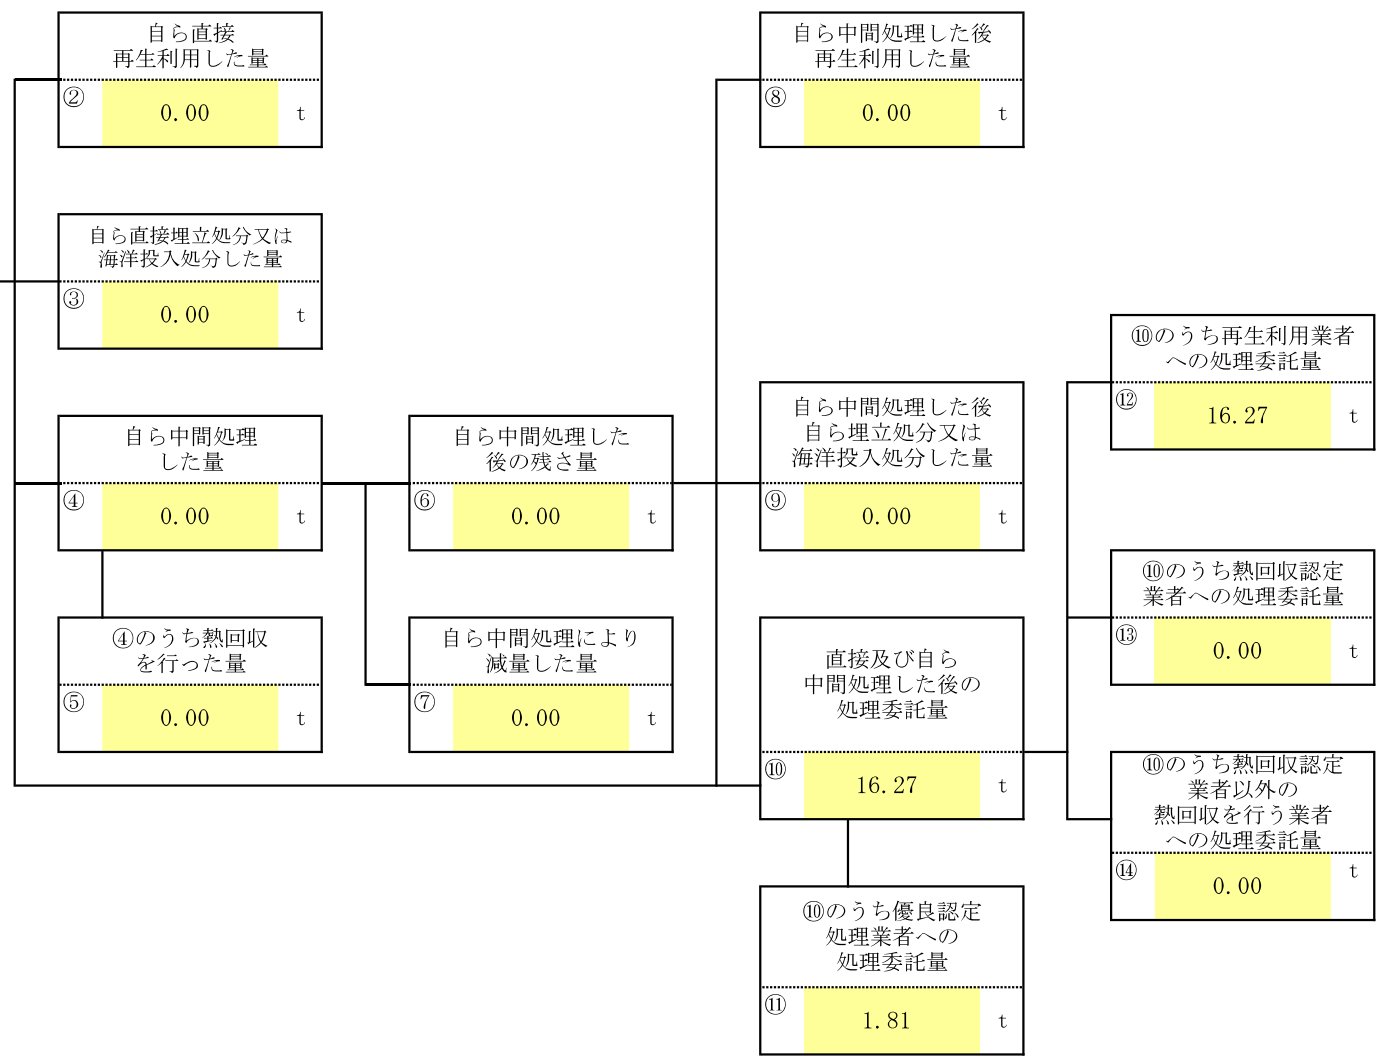 自ら直接
再生利用した量
②
0.00 t
自ら直接埋立処分又は
海洋投入処分した量
③
0.00 t
自ら中間処理
した量
④
0.00 t
④のうち熱回収
を行った量
⑤
0.00 t
自ら中間処理した
後の残さ量
⑥
0.00 t
自ら中間処理により
減量した量
⑦
0.00 t
自ら中間処理した後
再生利用した量
⑧
0.00 t
自ら中間処理した後
自ら埋立処分又は
海洋投入処分した量
⑨
0.00 t
直接及び自ら
中間処理した後の
処理委託量
⑩
16.27 t
⑩のうち優良認定
処理業者への
処理委託量
⑪
1.81 t
⑩のうち再生利用業者
への処理委託量
⑫
16.27 t
⑩のうち熱回収認定
業者への処理委託量
⑬
0.00 t
⑩のうち熱回収認定
業者以外の
熱回収を行う業者
への処理委託量
⑭
0.00 t